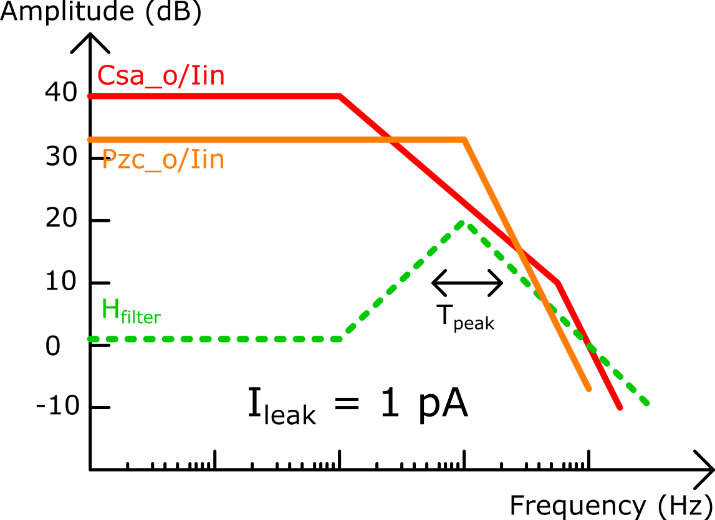 Amplitude (dB)
Csa_o/Iin
40
Pzc_o/Iin
30
20
10
Hfilter
Tpeak
0
Ileak = 1 pA
-10
Frequency (Hz)